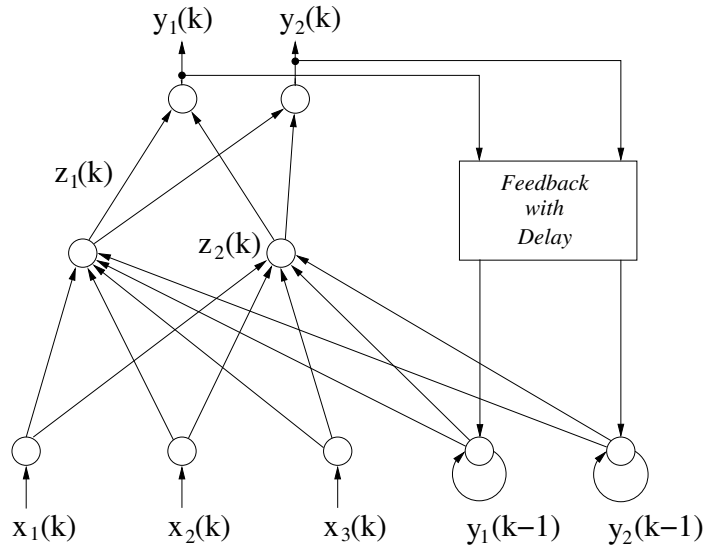 y₁(k) y₂(k)
z₁(k)
Feedback
with
Delay
z₂(k)
x₁(k) x₂(k) x₃(k) y₁(k−1) y₂(k−1)